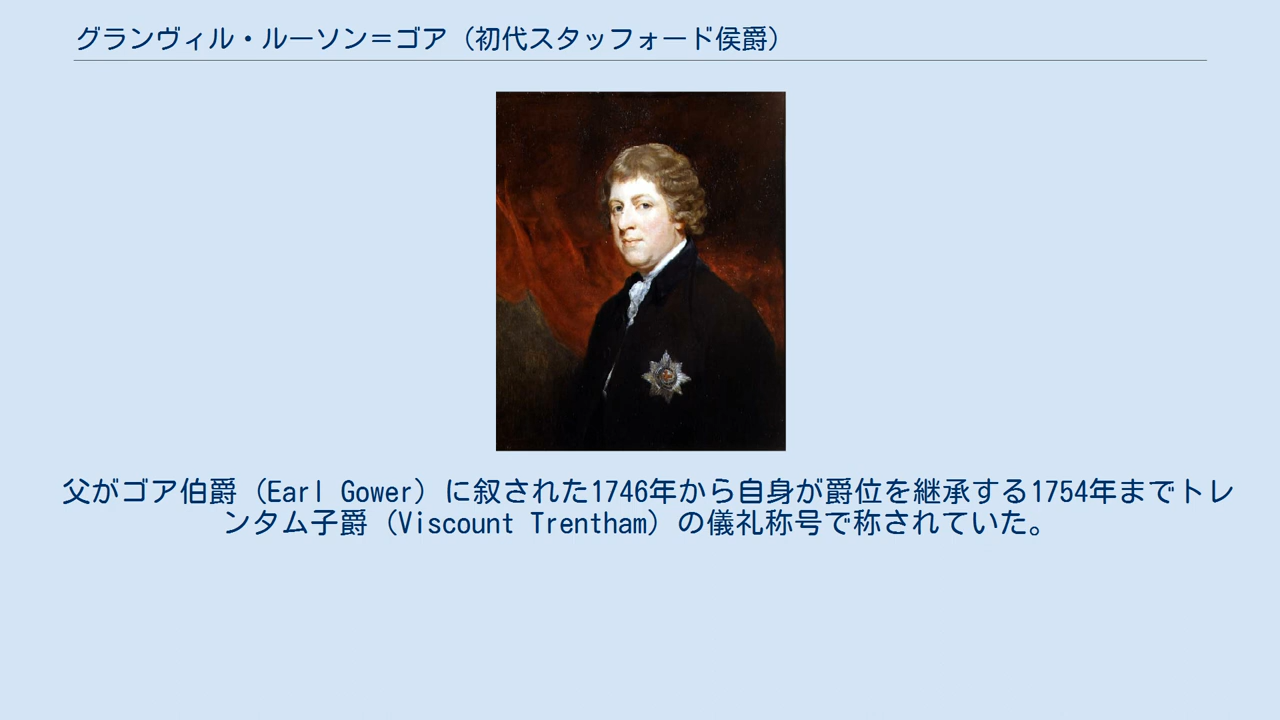 グランヴィル・ルーソン＝ゴア（初代スタッフォード侯爵）
父がゴア伯爵（Earl Gower）に叙された1746年から自身が爵位を継承する1754年までトレ
ンタム子爵（Viscount Trentham）の儀礼称号で称されていた。